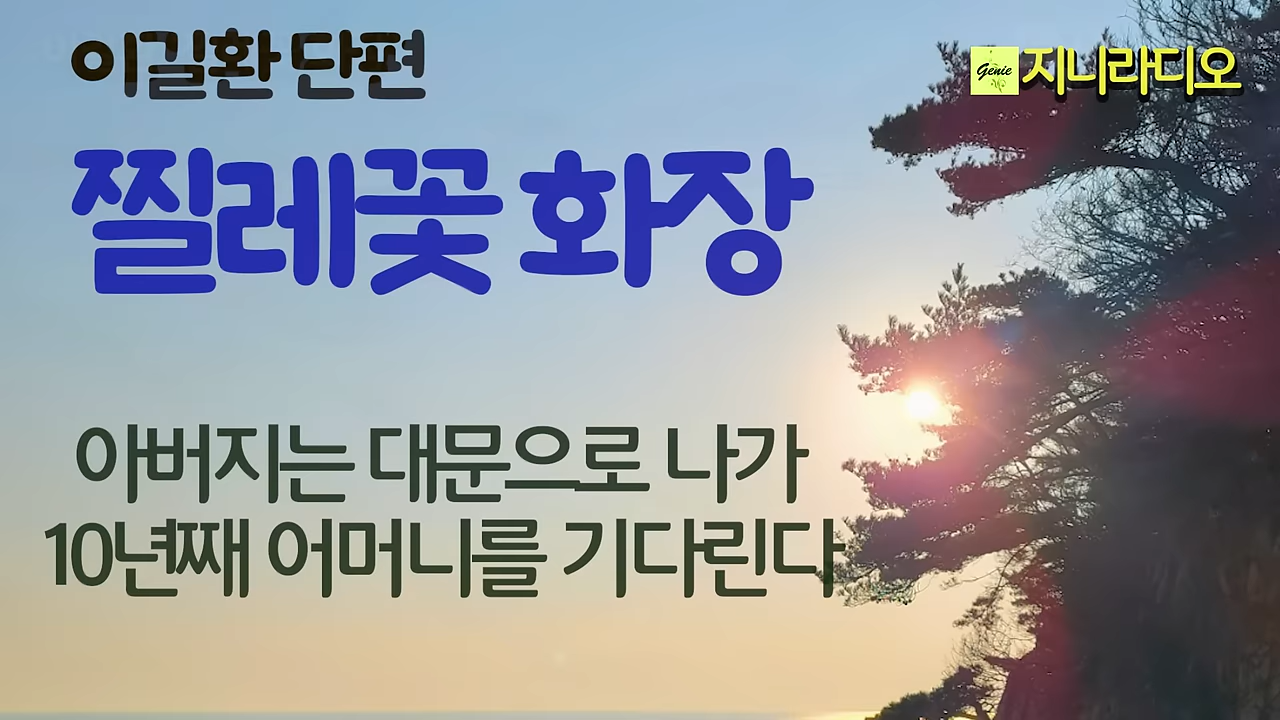 이길환 단편
Genie 지니라디오
찔레꽃 화장
아버지는 대문으로 나가
10년째 어머니를 기다린다